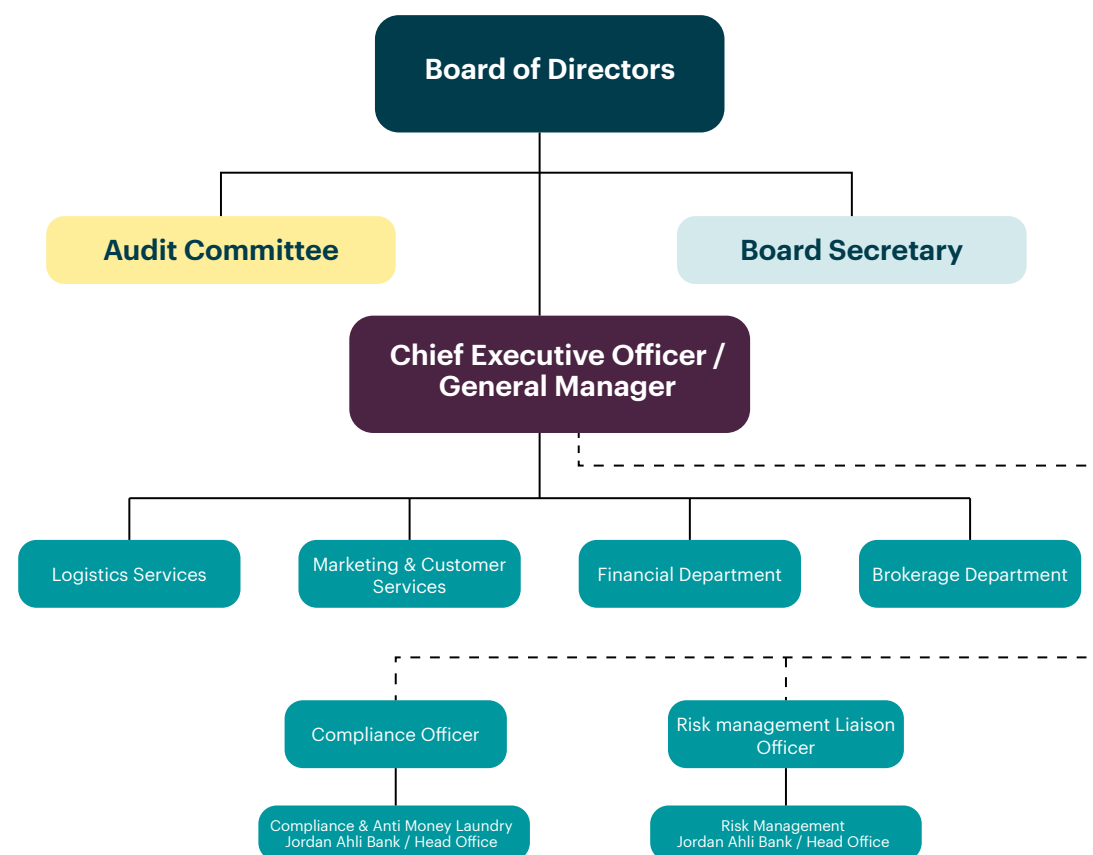 Board of Directors
Audit Committee
Board Secretary
Chief Executive Officer /
General Manager
Logistics Services
Marketing & Customer
Services
Financial Department
Brokerage Department
Compliance Officer
Risk management Liaison
Officer
Compliance & Anti Money Laundry
Jordan Ahli Bank / Head Office
Risk Management
Jordan Ahli Bank / Head Office